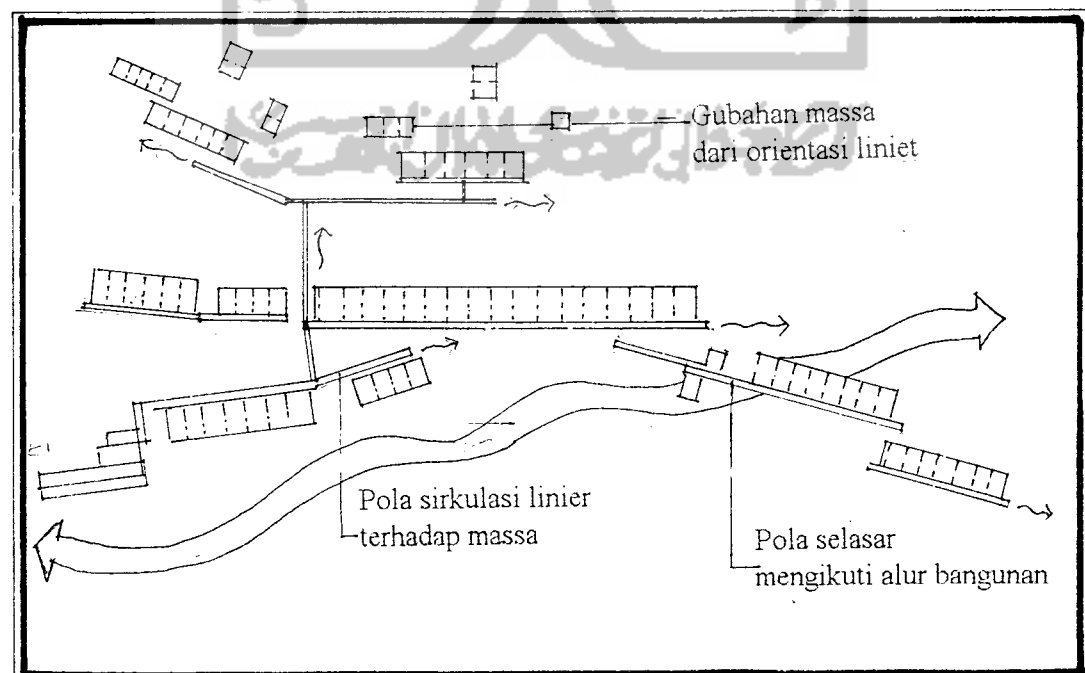 Gubahan massa
dari orientasi liniet
Pola sirkulasi linier
terhadap massa
Pola selasar
mengikuti alur bangunan